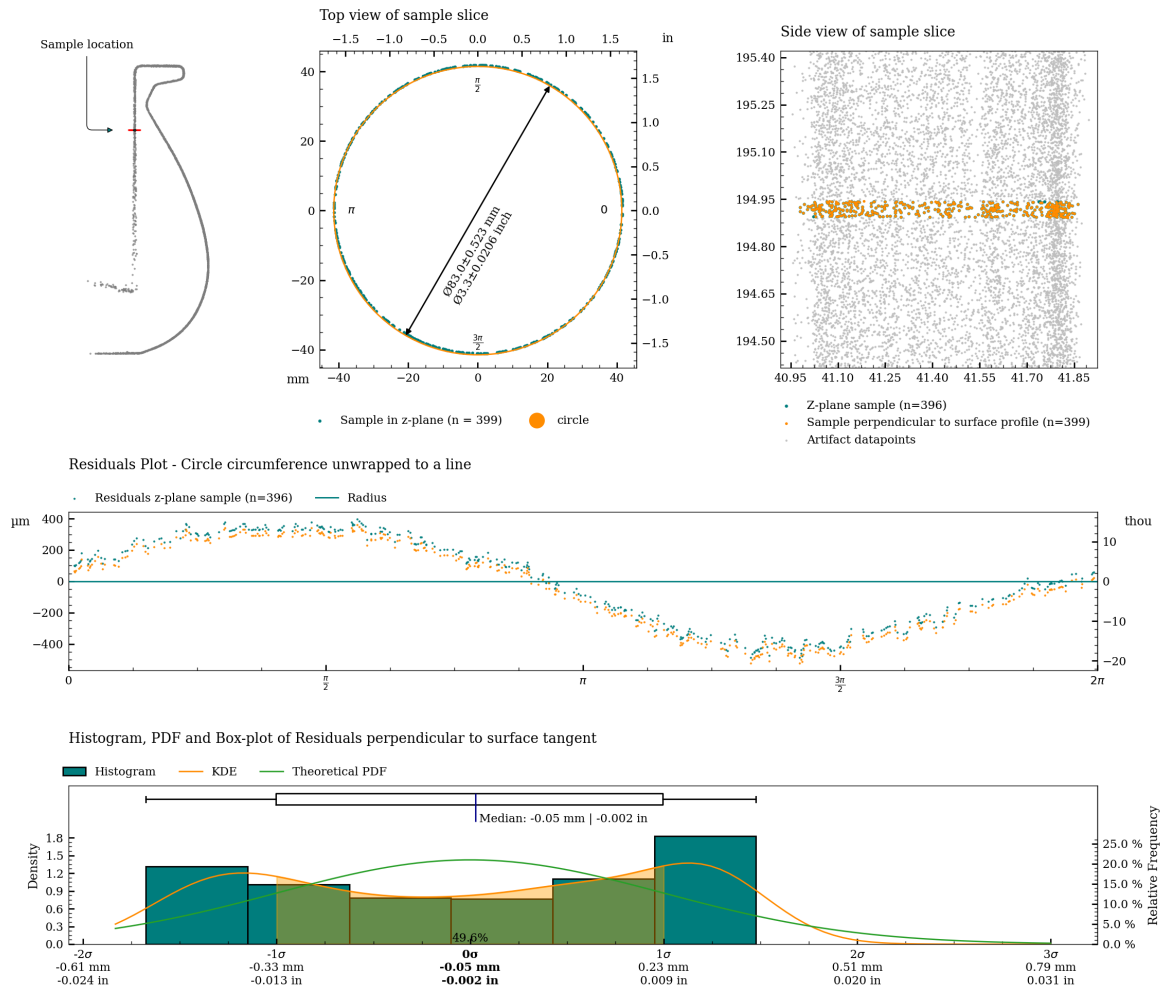 Sample location
Top view of sample slice
−1.5 −1.0 −0.5 0.0 0.5 1.0 1.5 in
40 20 0 −20 −40
1.5 1.0 0.5 0.0 −0.5 −1.0 −1.5
π/2
π 0
3π/2
Ø83.0±0.523 mm
Ø3.3±0.0206 inch
mm −40 −20 0 20 40
Sample in z-plane (n = 399) circle
Side view of sample slice
195.40
195.25
195.10
194.95
194.80
194.65
194.50
40.95 41.10 41.25 41.40 41.55 41.70 41.85
Z-plane sample (n=396)
Sample perpendicular to surface profile (n=399)
Artifact datapoints
Residuals Plot - Circle circumference unwrapped to a line
Residuals z-plane sample (n=396) Radius
µm 400 200 0 −200 −400
thou 10 0 −10 −20
0 π/2 π 3π/2 2π
Histogram, PDF and Box-plot of Residuals perpendicular to surface tangent
Histogram KDE Theoretical PDF
Median: -0.05 mm | -0.002 in
Density
1.8 1.5 1.2 0.9 0.6 0.3 0.0
Relative Frequency
25.0 % 20.0 % 15.0 % 10.0 % 5.0 % 0.0 %
49.6%
-2σ -1σ 0σ 1σ 2σ 3σ
-0.61 mm -0.33 mm -0.05 mm 0.23 mm 0.51 mm 0.79 mm
-0.024 in -0.013 in -0.002 in 0.009 in 0.020 in 0.031 in